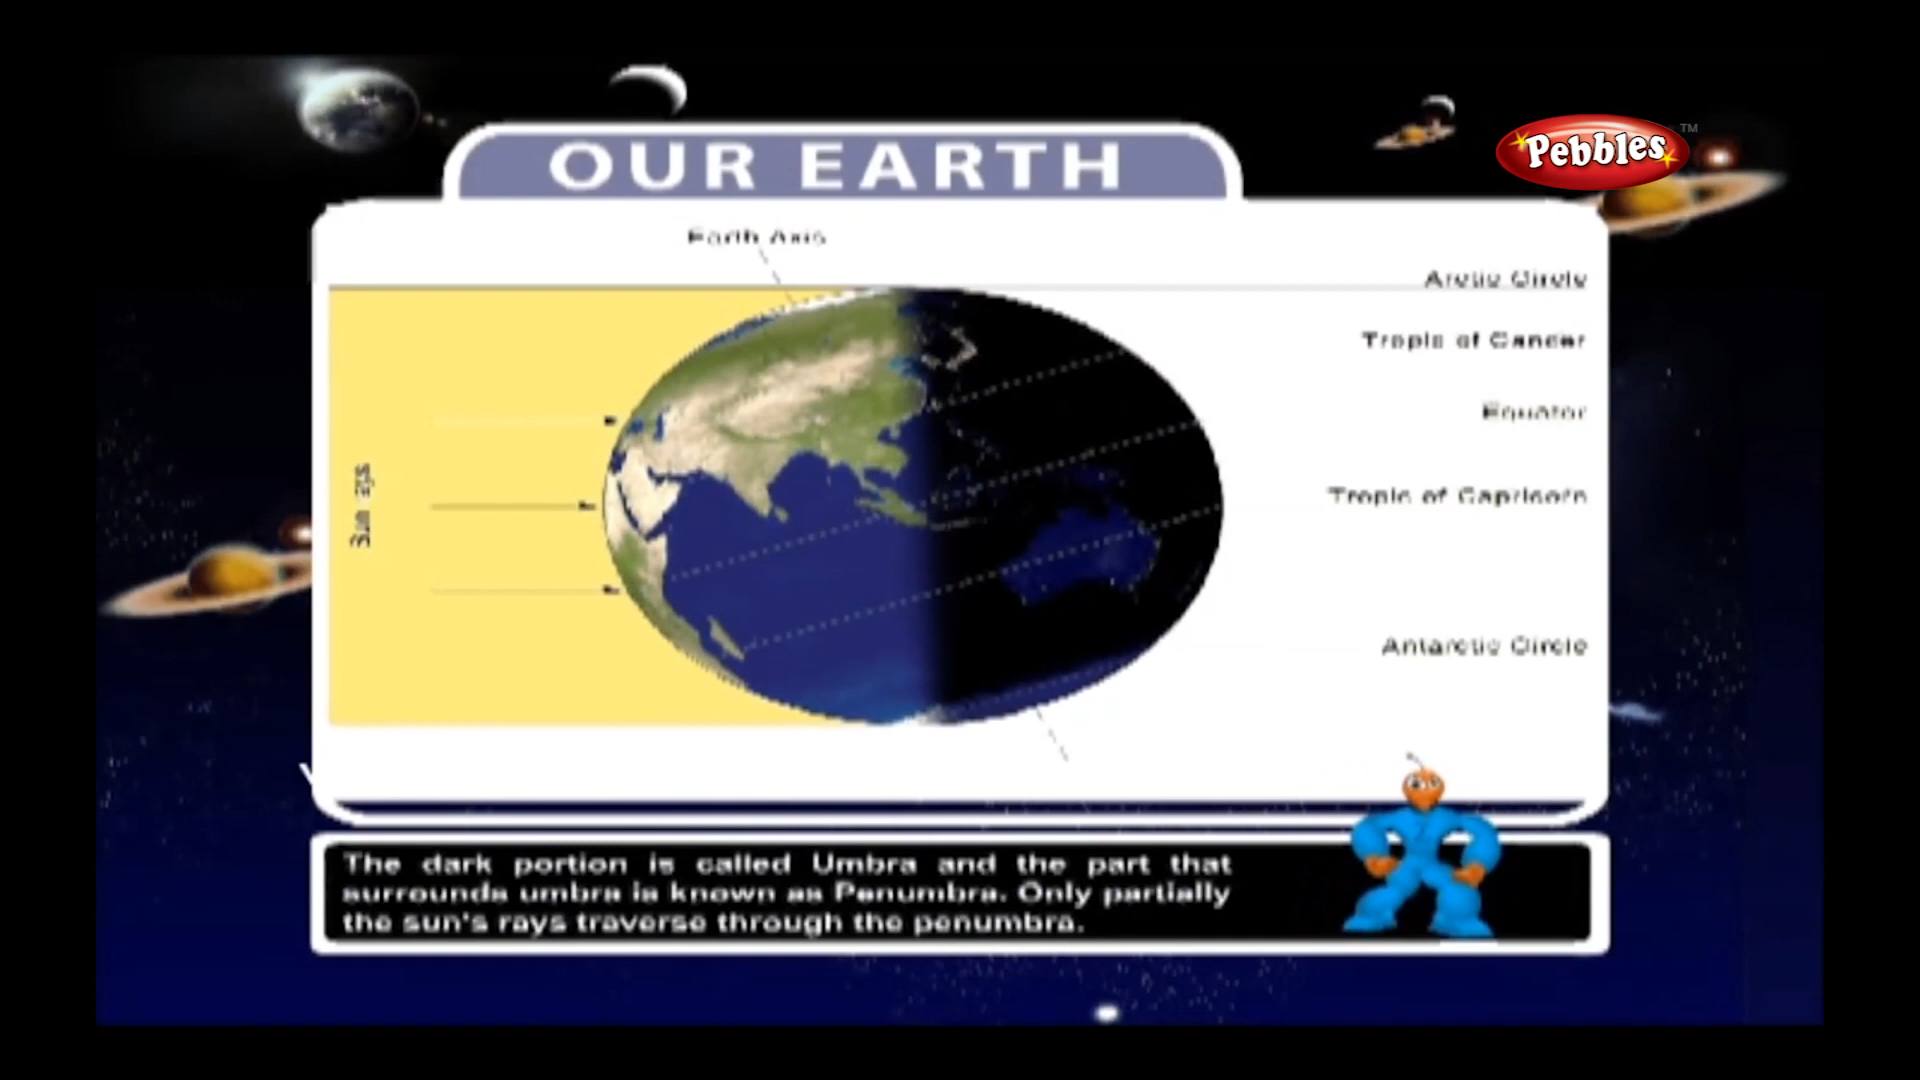 Pebbles™
OUR EARTH
Earth Axis
Arctic Circle
Tropic of Cancer
Equator
Sun ays
Tropic of Capricorn
Antarctic Circle
The dark portion is called Umbra and the part that
surrounds umbra is known as Penumbra. Only partially
the sun's rays traverse through the penumbra.